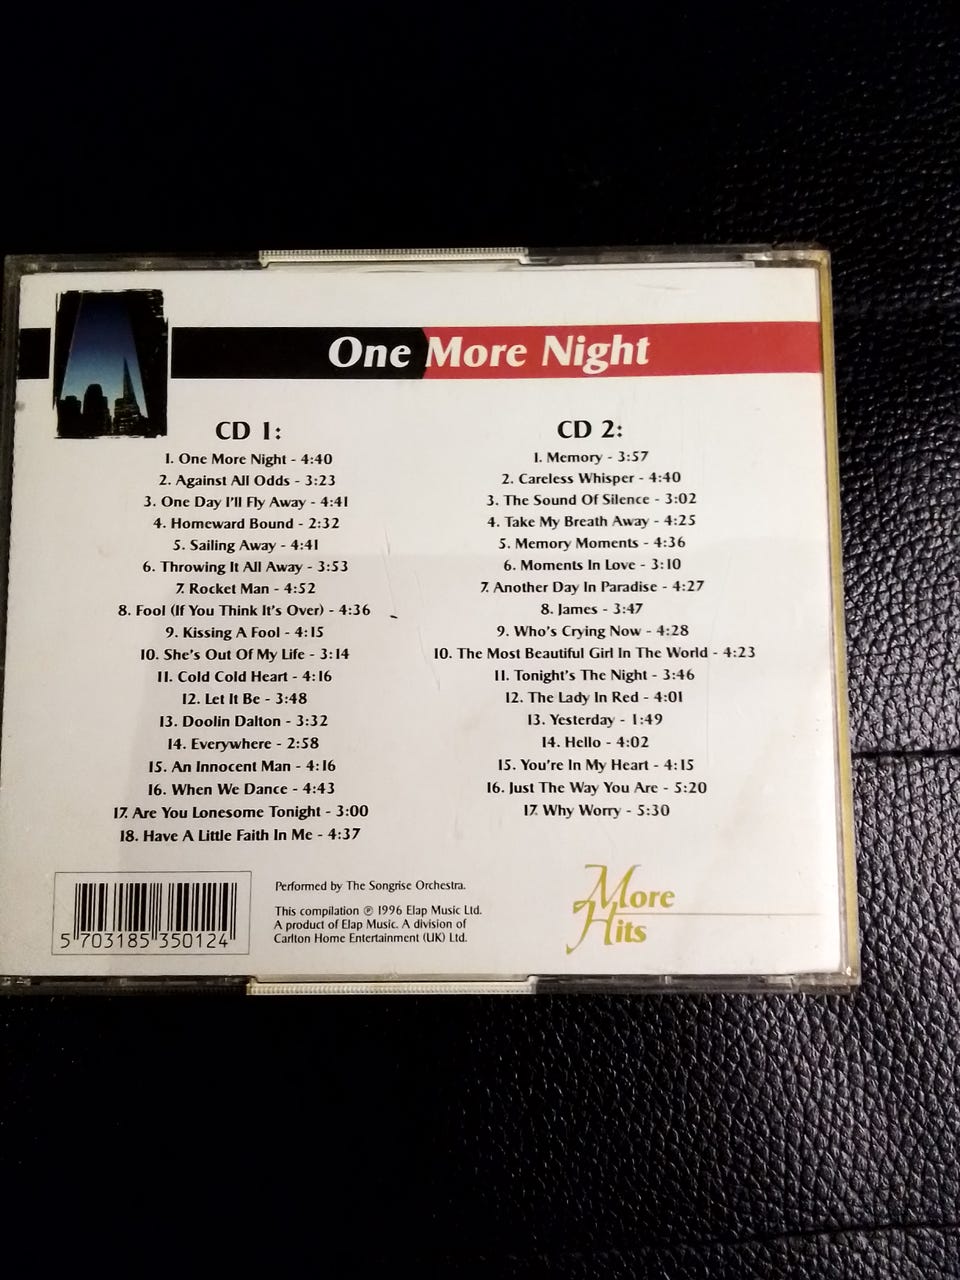 One More Night
CD 1:
1. One More Night - 4:40
2. Against All Odds - 3:23
3. One Day I'll Fly Away - 4:41
4. Homeward Bound - 2:32
5. Sailing Away - 4:41
6. Throwing It All Away - 3:53
7. Rocket Man - 4:52
8. Fool (If You Think It's Over) - 4:36
9. Kissing A Fool - 4:15
10. She's Out Of My Life - 3:14
11. Cold Cold Heart - 4:16
12. Let It Be - 3:48
13. Doolin Dalton - 3:32
14. Everywhere - 2:58
15. An Innocent Man - 4:16
16. When We Dance - 4:43
17. Are You Lonesome Tonight - 3:00
18. Have A Little Faith In Me - 4:37
CD 2:
1. Memory - 3:57
2. Careless Whisper - 4:40
3. The Sound Of Silence - 3:02
4. Take My Breath Away - 4:25
5. Memory Moments - 4:36
6. Moments In Love - 3:10
7. Another Day In Paradise - 4:27
8. James - 3:47
9. Who's Crying Now - 4:28
10. The Most Beautiful Girl In The World - 4:23
11. Tonight's The Night - 3:46
12. The Lady In Red - 4:01
13. Yesterday - 1:49
14. Hello - 4:02
15. You're In My Heart - 4:15
16. Just The Way You Are - 5:20
17. Why Worry - 5:30
5 703185 350124
Performed by The Songrise Orchestra.
This compilation ℗ 1996 Elap Music Ltd.
A product of Elap Music. A division of
Carlton Home Entertainment (UK) Ltd.
More
Hits